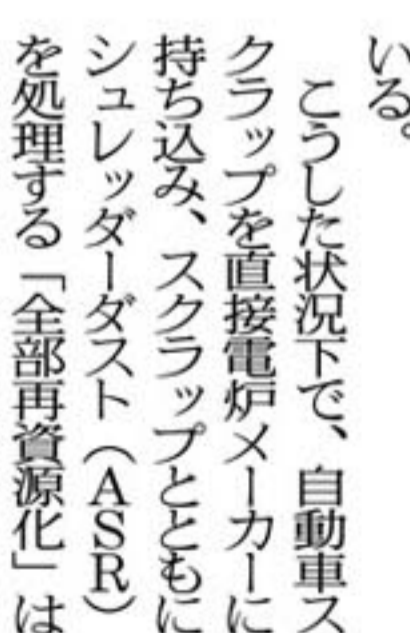 いる。
こうした状況下で、自動車ス
クラップを直接電炉メーカーに
持ち込み、スクラップとともに
シュレッダーダスト（ASR）
を処理する「全部再資源化」は